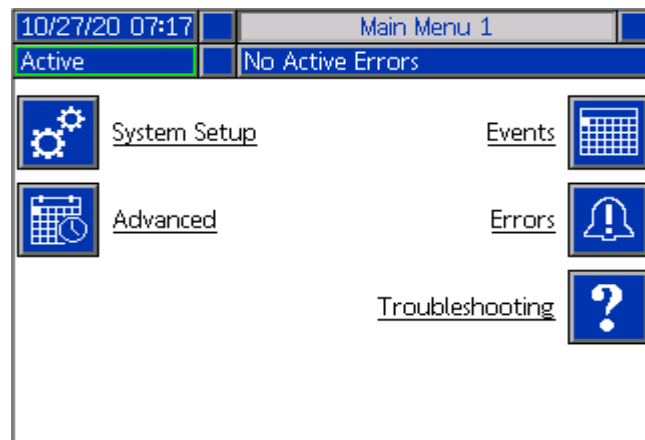 10/27/20 07:17 Main Menu 1
Active No Active Errors
System Setup Events
Advanced Errors
Troubleshooting